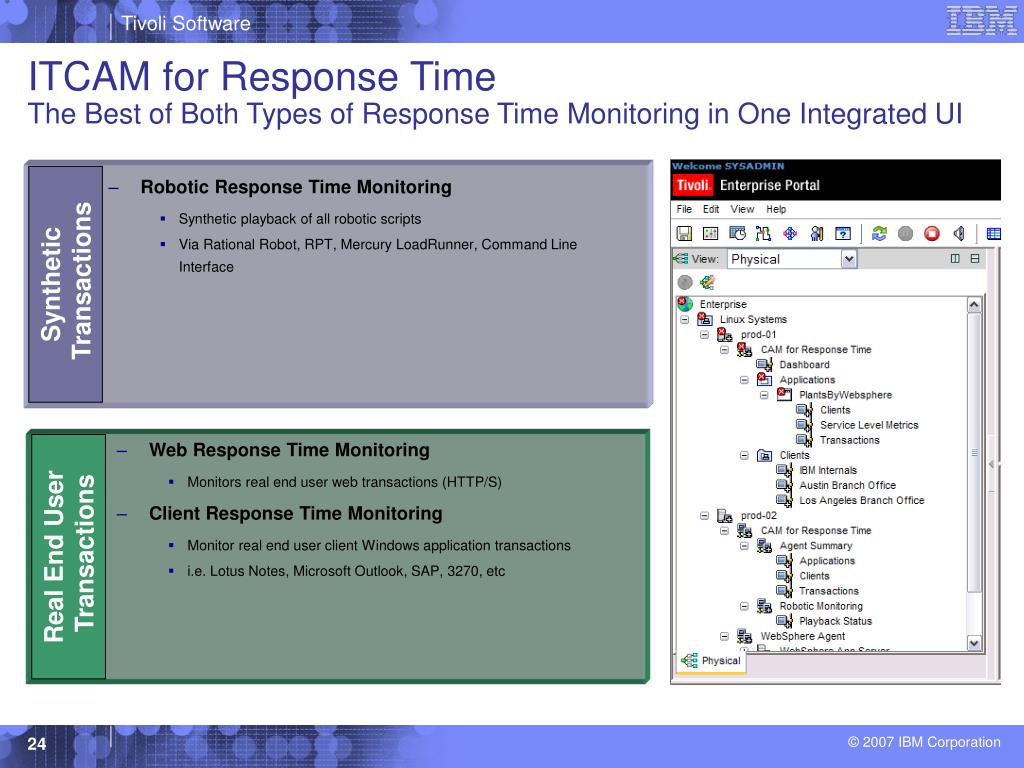 Tivoli Software
IBM
ITCAM for Response Time
The Best of Both Types of Response Time Monitoring in One Integrated UI
Synthetic
Transactions
– Robotic Response Time Monitoring
▪ Synthetic playback of all robotic scripts
▪ Via Rational Robot, RPT, Mercury LoadRunner, Command Line
Interface
Real End User
Transactions
– Web Response Time Monitoring
▪ Monitors real end user web transactions (HTTP/S)
– Client Response Time Monitoring
▪ Monitor real end user client Windows application transactions
▪ i.e. Lotus Notes, Microsoft Outlook, SAP, 3270, etc
Welcome SYSADMIN
Tivoli. Enterprise Portal
File Edit View Help
View: Physical
Enterprise
Linux Systems
prod-01
CAM for Response Time
Dashboard
Applications
PlantsByWebsphere
Clients
Service Level Metrics
Transactions
Clients
IBM Internals
Austin Branch Office
Los Angeles Branch Office
prod-02
CAM for Response Time
Agent Summary
Applications
Clients
Transactions
Robotic Monitoring
Playback Status
WebSphere Agent
WebSphere App Server
Physical
24
© 2007 IBM Corporation